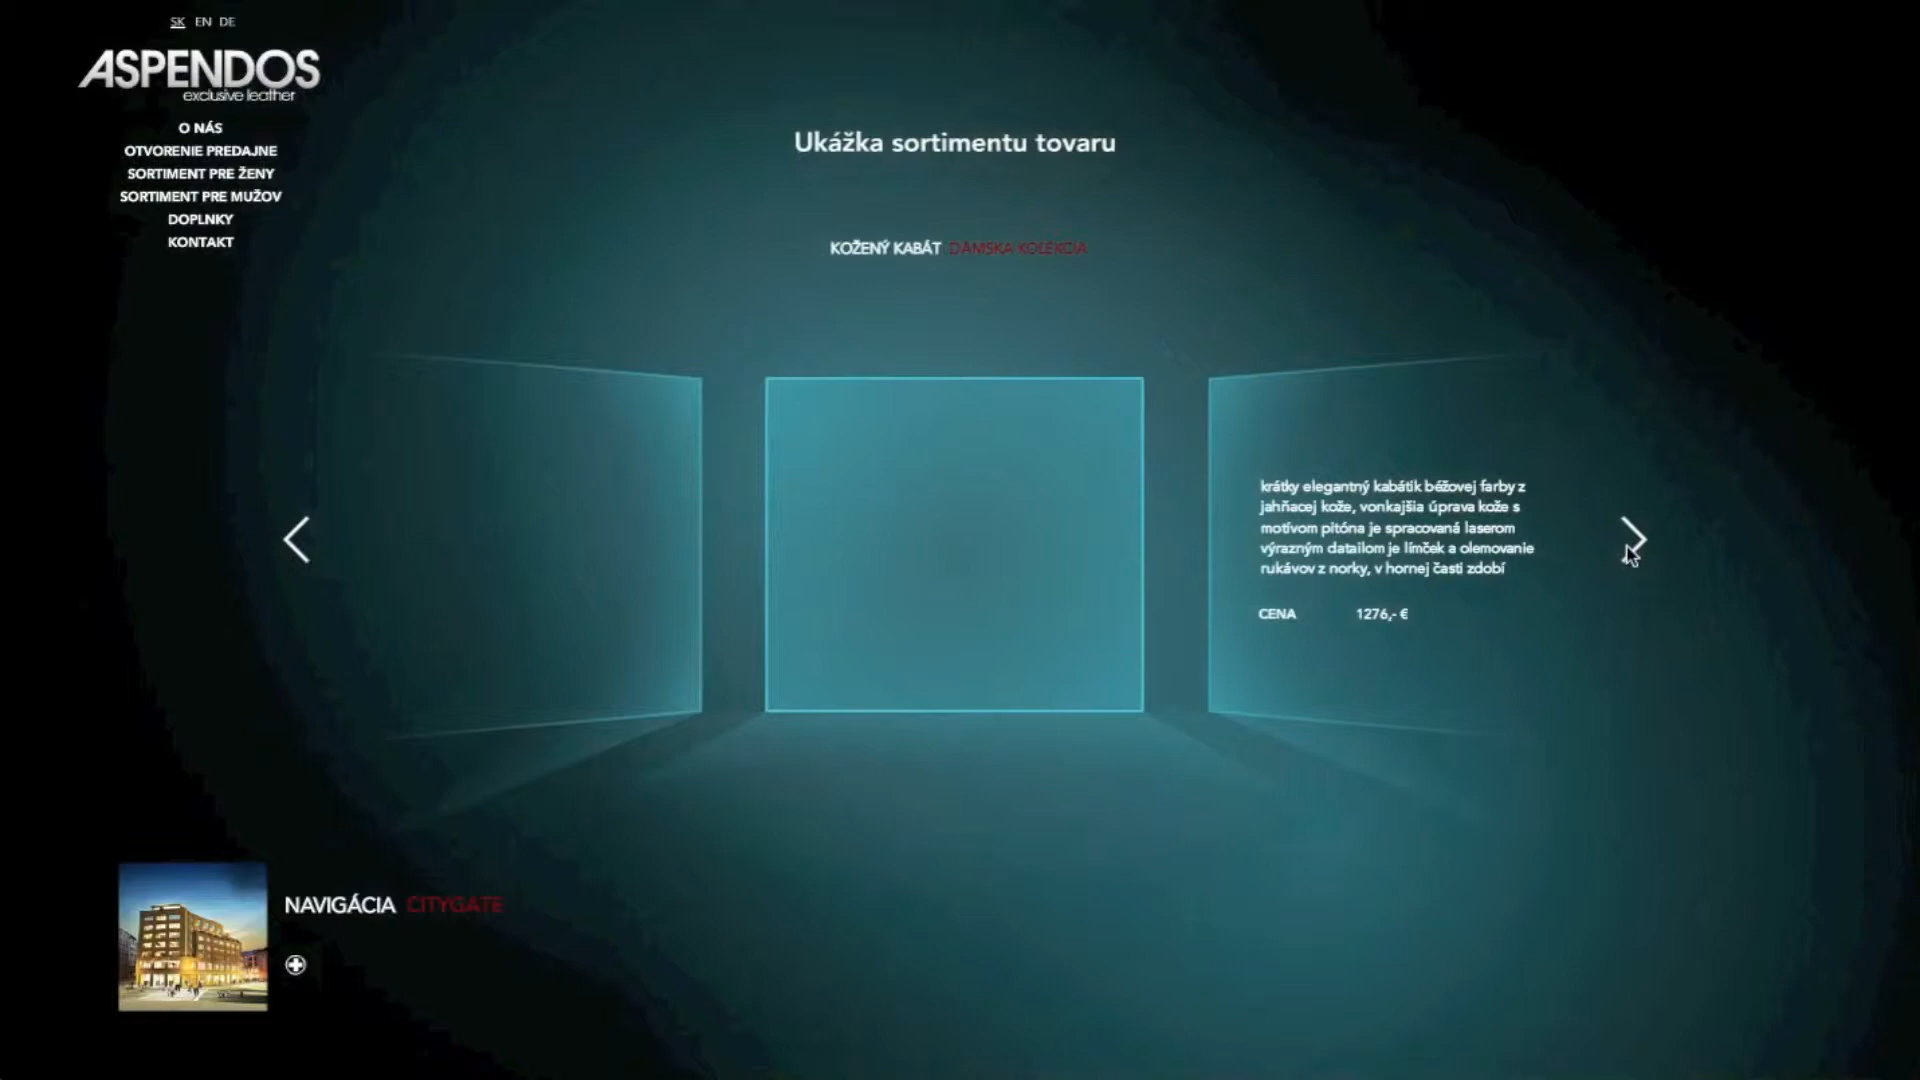 SK EN DE
ASPENDOS
exclusive leather
O NÁS
OTVORENIE PREDAJNE
SORTIMENT PRE ŽENY
SORTIMENT PRE MUŽOV
DOPLNKY
KONTAKT
Ukážka sortimentu tovaru
KOŽENÝ KABÁT DÁMSKA KOLEKCIA
krátky elegantný kabátik béžovej farby z
jahňacej kože, vonkajšia úprava kože s
motívom pitóna je spracovaná laserom
výrazným datailom je límček a olemovanie
rukávov z norky, v hornej časti zdobí
CENA 1276,- €
NAVIGÁCIA CITYGATE